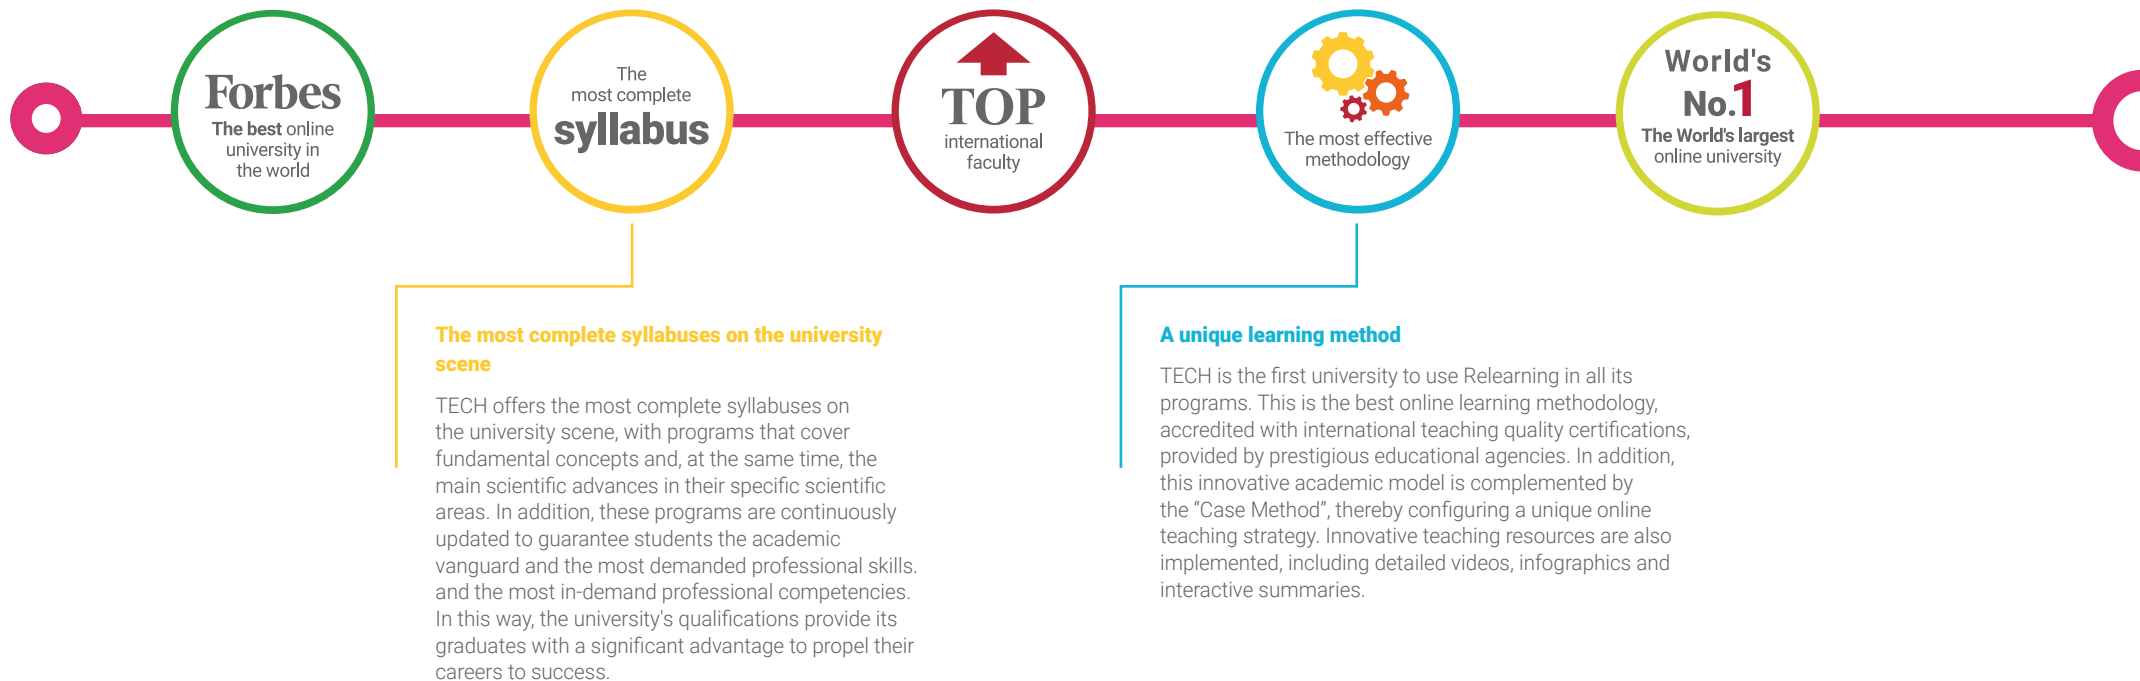 Forbes
The best online
university in
the world
The
most complete
syllabus
TOP
international
faculty
The most effective
methodology
World's
No.1
The World's largest
online university
The most complete syllabuses on the university
scene
TECH offers the most complete syllabuses on
the university scene, with programs that cover
fundamental concepts and, at the same time, the
main scientific advances in their specific scientific
areas. In addition, these programs are continuously
updated to guarantee students the academic
vanguard and the most demanded professional skills.
and the most in-demand professional competencies.
In this way, the university's qualifications provide its
graduates with a significant advantage to propel their
careers to success.
A unique learning method
TECH is the first university to use Relearning in all its
programs. This is the best online learning methodology,
accredited with international teaching quality certifications,
provided by prestigious educational agencies. In addition,
this innovative academic model is complemented by
the “Case Method”, thereby configuring a unique online
teaching strategy. Innovative teaching resources are also
implemented, including detailed videos, infographics and
interactive summaries.